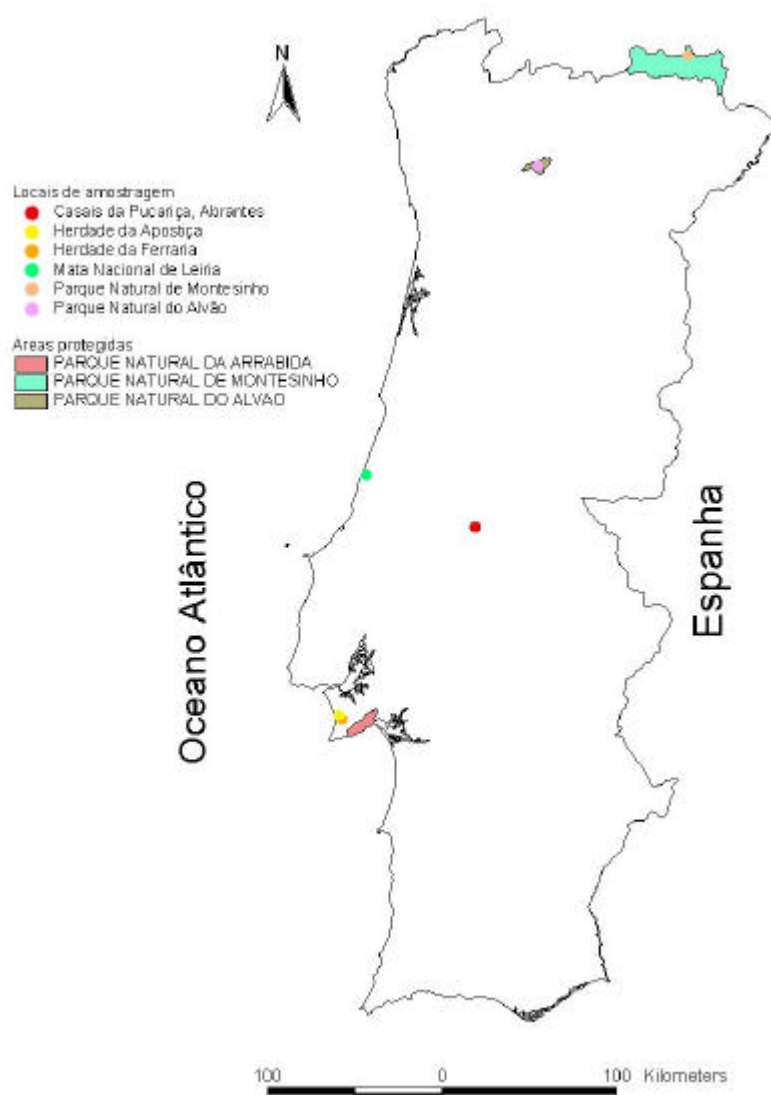 N
Locais de amostragem
Casais da Pucariça, Abrantes
Herdade da Apostiça
Herdade da Ferraria
Mata Nacional de Leiria
Parque Natural de Montesinho
Parque Natural do Alvão
Areas protegidas
PARQUE NATURAL DA ARRABIDA
PARQUE NATURAL DE MONTESINHO
PARQUE NATURAL DO ALVAO
Oceano Atlântico
Espanha
100 0 100 Kilometers